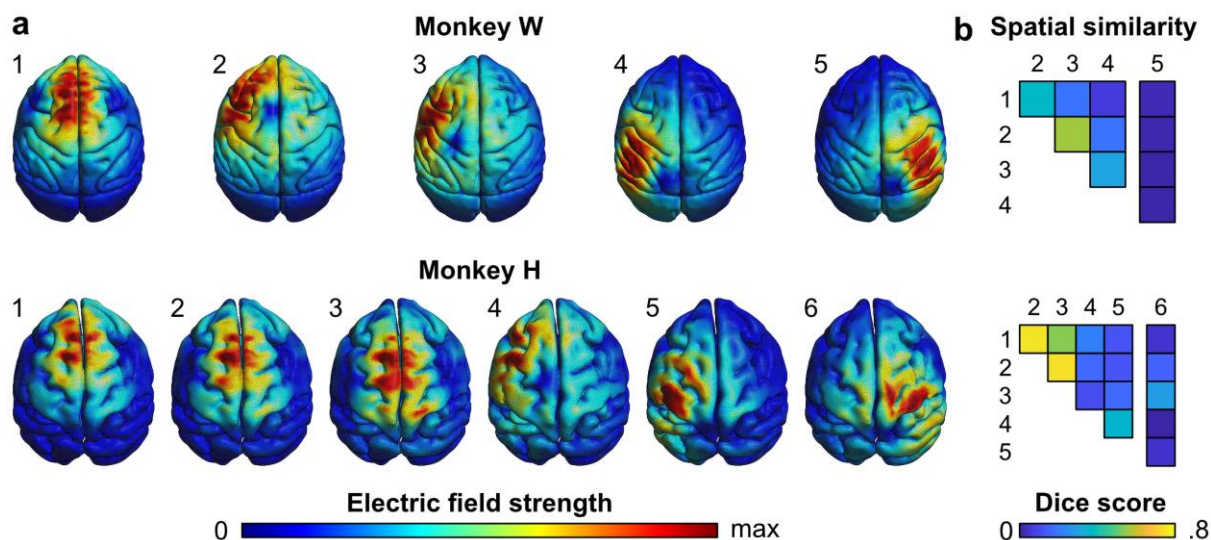 a Monkey W b Spatial similarity
1 2 3 4 5
2 3 4 5
1
2
3
4
Monkey H
1 2 3 4 5 6
2 3 4 5 6
1
2
3
4
5
Electric field strength
0 max
Dice score
0 .8